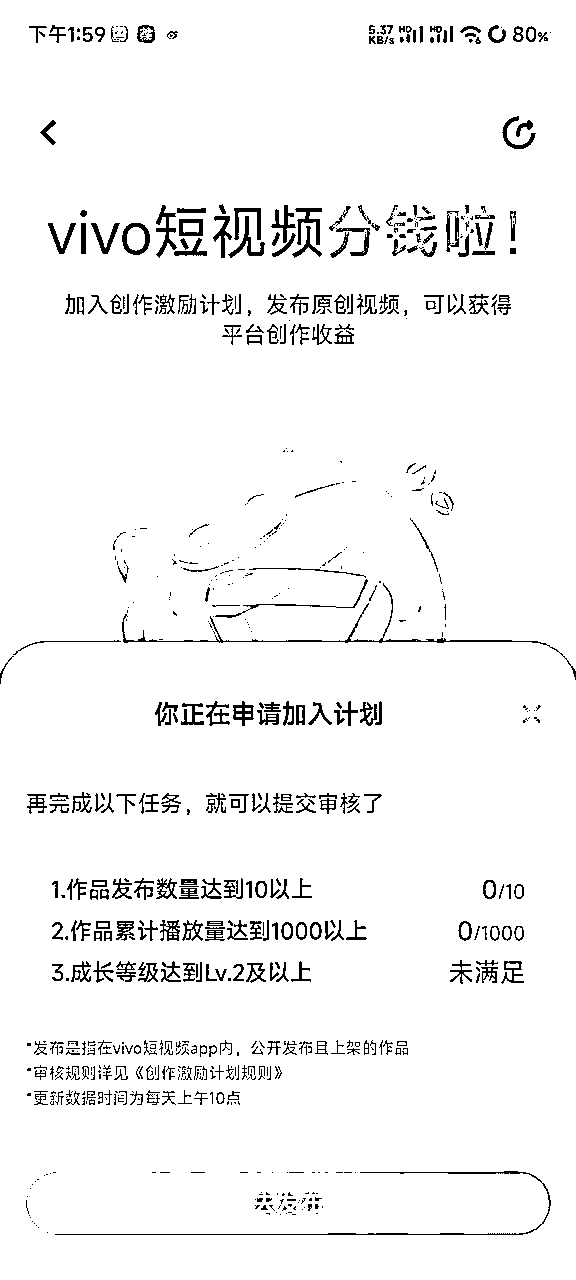 下午1:59
5.37 KB/s HD HD 80%
vivo短视频分钱啦！
加入创作激励计划，发布原创视频，可以获得
平台创作收益
你正在申请加入计划
再完成以下任务，就可以提交审核了
1.作品发布数量达到10以上 0/10
2.作品累计播放量达到1000以上 0/1000
3.成长等级达到Lv.2及以上 未满足
*发布是指在vivo短视频app内，公开发布且上架的作品
*审核规则详见《创作激励计划规则》
*更新数据时间为每天上午10点
去发布